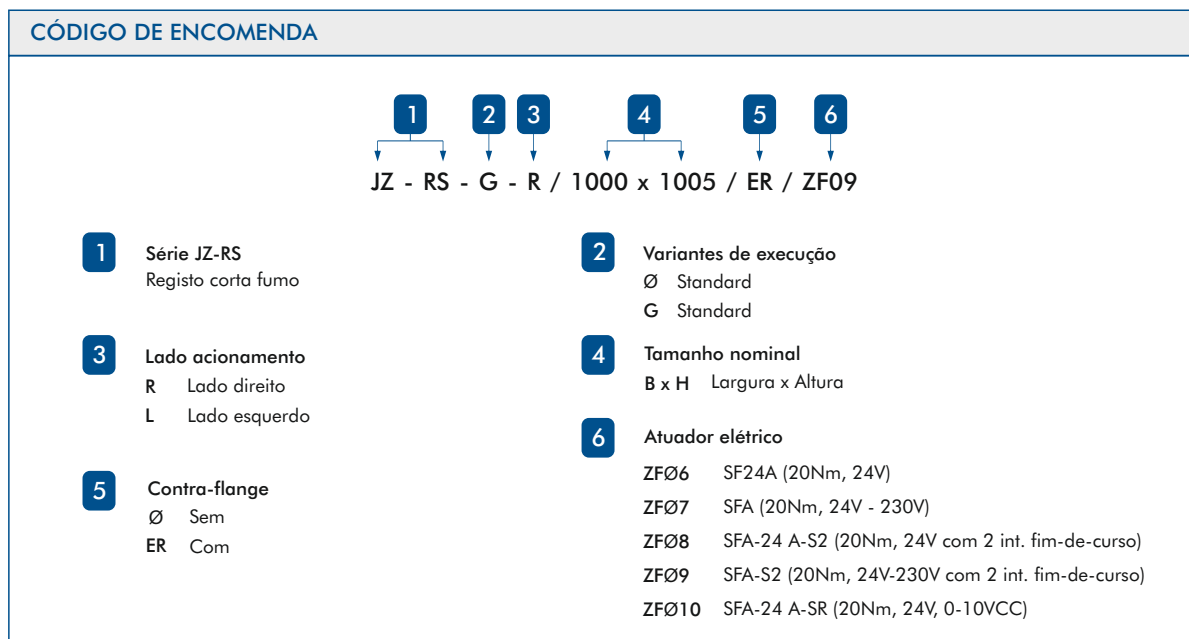 CÓDIGO DE ENCOMENDA
1 2 3 4 5 6
JZ - RS - G - R / 1000 x 1005 / ER / ZF09
1 Série JZ-RS
Registo corta fumo
2 Variantes de execução
Ø Standard
G Standard
3 Lado acionamento
R Lado direito
L Lado esquerdo
4 Tamanho nominal
B x H Largura x Altura
5 Contra-flange
Ø Sem
ER Com
6 Atuador elétrico
ZFØ6 SF24A (20Nm, 24V)
ZFØ7 SFA (20Nm, 24V - 230V)
ZFØ8 SFA-24 A-S2 (20Nm, 24V com 2 int. fim-de-curso)
ZFØ9 SFA-S2 (20Nm, 24V-230V com 2 int. fim-de-curso)
ZFØ10 SFA-24 A-SR (20Nm, 24V, 0-10VCC)